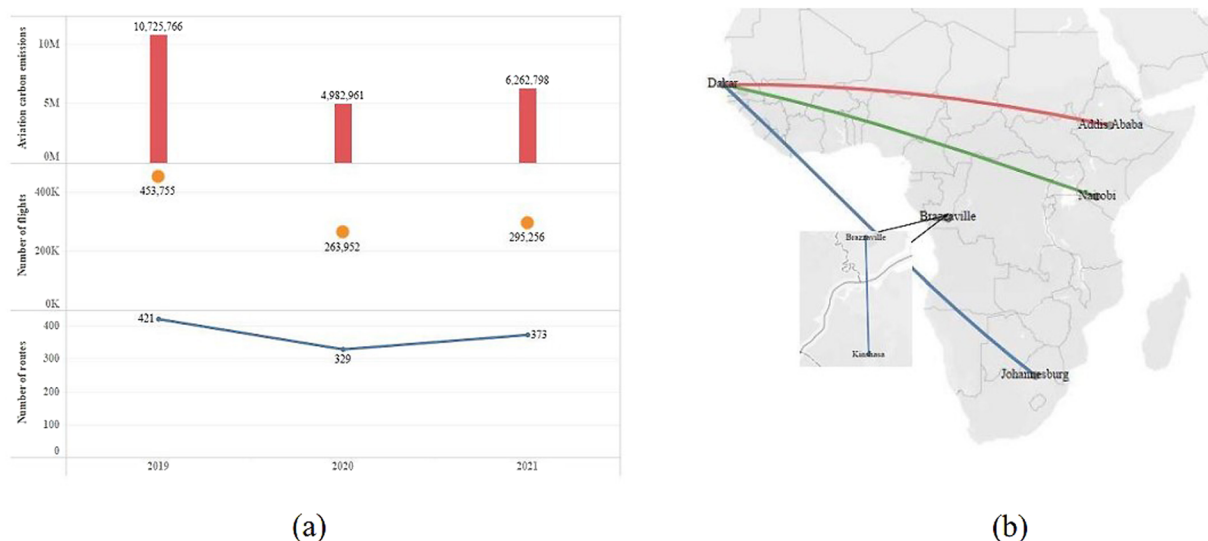 Aviation carbon emissions
10M
5M
0M
10,725,766
4,982,961
6,262,798
Number of flights
400K
200K
0K
453,755
263,952
295,256
Number of routes
400
300
200
100
0
421
329
373
2019
2020
2021
(a)
Dakar
Addis Ababa
Nairobi
Brazzaville
Brazzaville
Kinshasa
Johannesburg
(b)